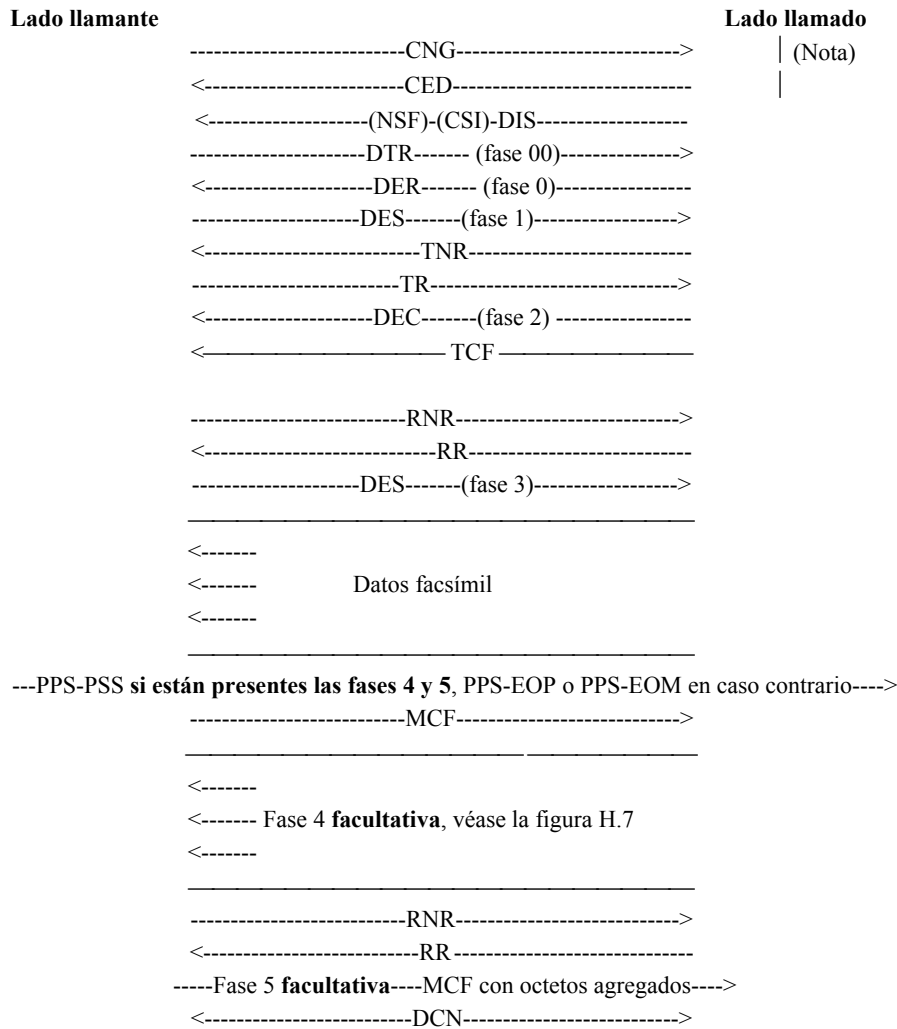 Lado llamante Lado llamado
---------------------------CNG----------------------------> | (Nota)
<-------------------------CED------------------------------ |
<--------------------(NSF)-(CSI)-DIS-------------------
----------------------DTR------- (fase 00)--------------->
<---------------------DER------- (fase 0)-----------------
---------------------DES-------(fase 1)------------------>
<---------------------------TNR----------------------------
-----------------------------TR------------------------------->
<---------------------DEC-------(fase 2) -----------------
<—————————— TCF ————————
---------------------------RNR---------------------------->
<-----------------------------RR----------------------------
---------------------DES-------(fase 3)------------------>
—————————————————————
<-------
<------- Datos facsímil
<-------
—————————————————————
---PPS-PSS si están presentes las fases 4 y 5, PPS-EOP o PPS-EOM en caso contrario---->
---------------------------MCF---------------------------->
—————————————— ———————
<-------
<------- Fase 4 facultativa, véase la figura H.7
<-------
—————————————————————
---------------------------RNR---------------------------->
<---------------------------RR------------------------------
-----Fase 5 facultativa----MCF con octetos agregados---->
<--------------------------DCN--------------------------->